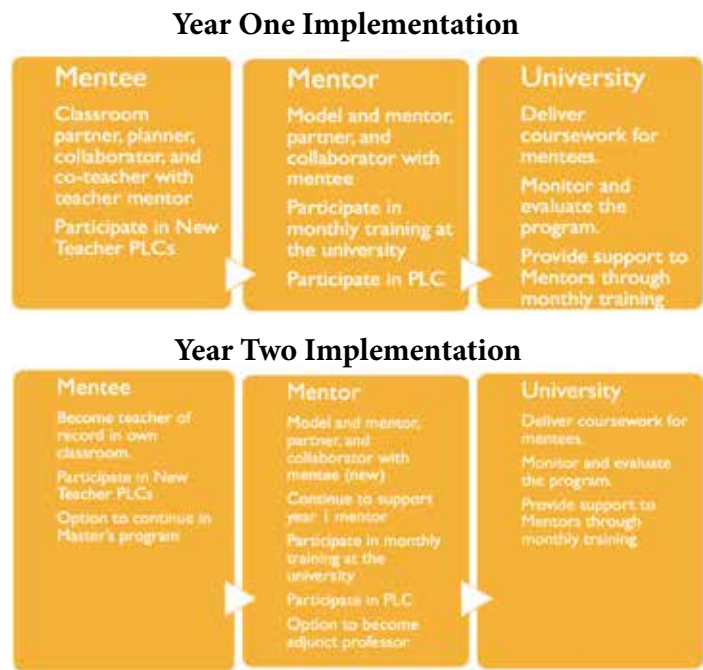 Year One Implementation
Mentee
Classroom
partner, planner,
collaborator, and
co-teacher with
teacher mentor
Participate in New
Teacher PLCs
Mentor
Model and mentor,
partner, and
collaborator with
mentee
Participate in
monthly training at
the university
Participate in PLC
University
Deliver
coursework for
mentees.
Monitor and
evaluate the
program.
Provide support to
Mentors through
monthly training
Year Two Implementation
Mentee
Become teacher of
record in own
classroom.
Participate in New
Teacher PLCs
Option to continue in
Master's program
Mentor
Model and mentor,
partner, and
collaborator with
mentee (new)
Continue to support
year 1 mentor
Participate in monthly
training at the
university
Participate in PLC
Option to become
adjunct professor
University
Deliver coursework for
mentees.
Monitor and evaluate
the program.
Provide support to
Mentors through
monthly training